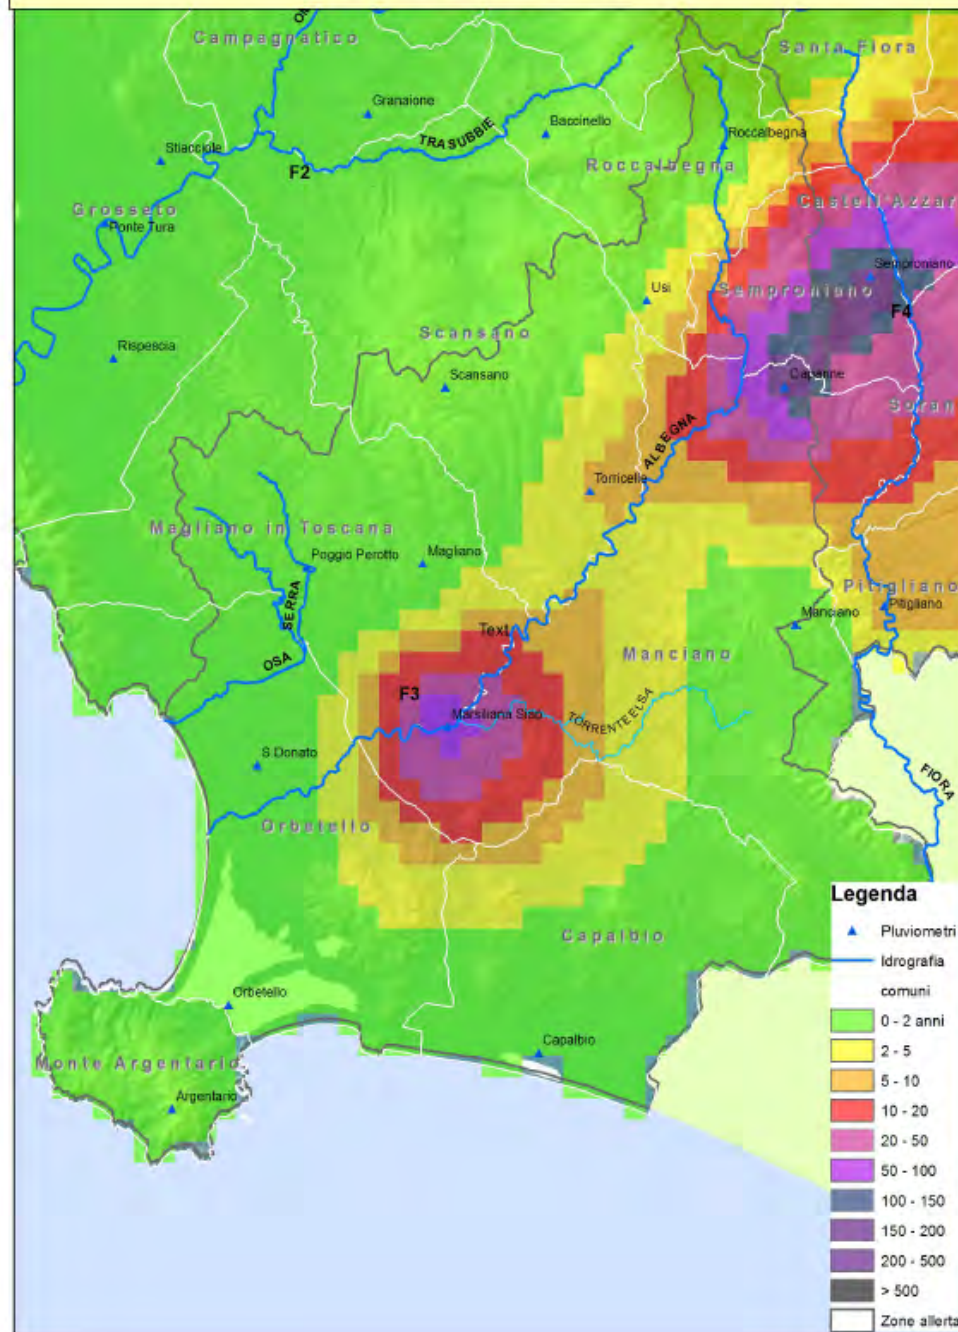 Campagnatico
Santa Fiora
Granaione
Baccinello
TRASUBBIE
Roccalbegna
Stiacciole
Roccalbegna
F2
Castell'Azzar
Grosseto
Ponte Tura
Semproniano
Usi
Semproniano
F4
Scansano
Rispescia
Scansano
Capanne
Soran
ALBEGNA
Torricelle
Magliano in Toscana
Poggio Perotto
Magliano
Pitigliano
SERRA
Pitigliano
Manciano
Text
OSA
Manciano
F3
Marsiliana Sino
TORRENTE ELSA
S.Donato
FIORA
Orbetello
Legenda
Capalbio
Pluviometri
Idrografia
comuni
Orbetello
0 - 2 anni
Capalbio
2 - 5
Monte Argentario
5 - 10
Argentario
10 - 20
20 - 50
50 - 100
100 - 150
150 - 200
200 - 500
> 500
Zone allerta